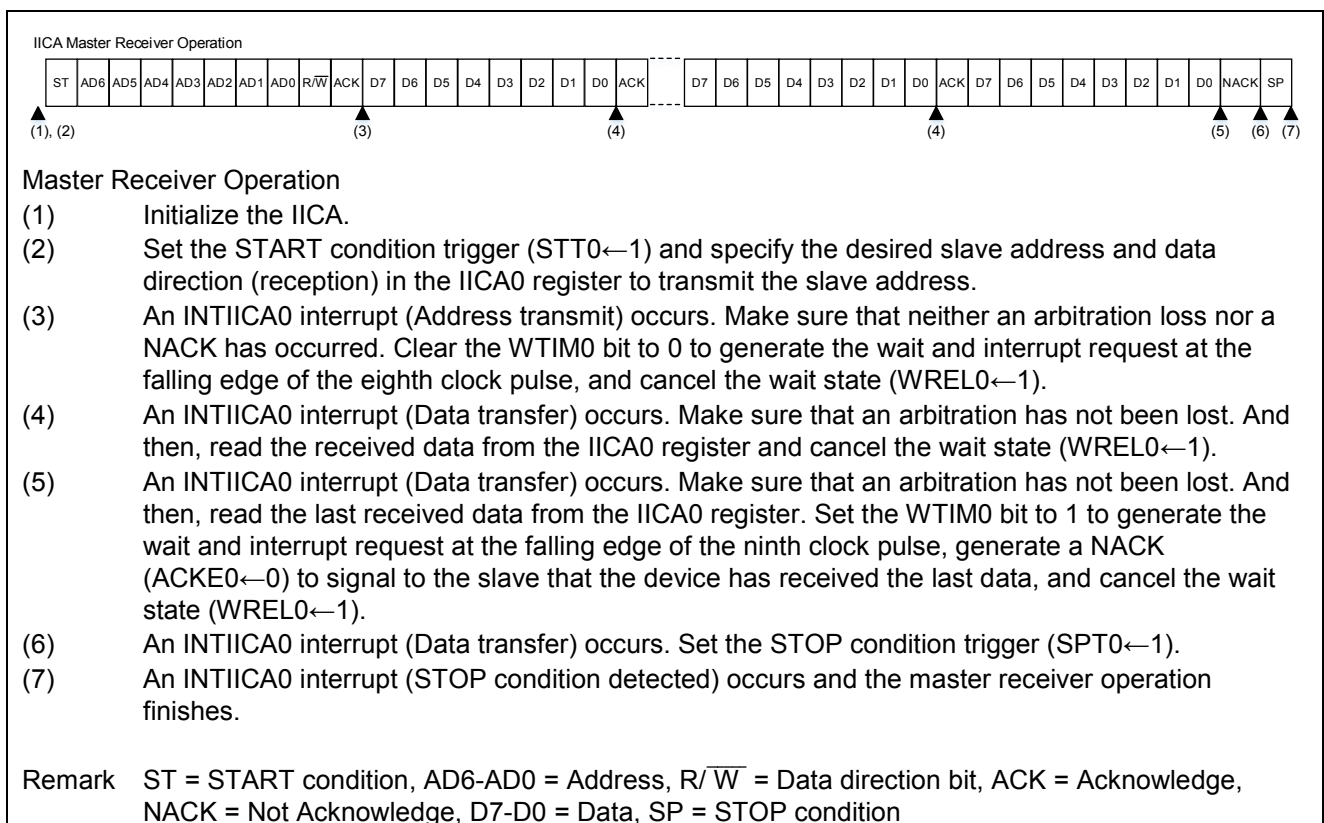 IICA Master Receiver Operation
ST AD6 AD5 AD4 AD3 AD2 AD1 AD0 R/W̅ ACK D7 D6 D5 D4 D3 D2 D1 D0 ACK D7 D6 D5 D4 D3 D2 D1 D0 ACK D7 D6 D5 D4 D3 D2 D1 D0 NACK SP
(1), (2) (3) (4) (4) (5) (6) (7)
Master Receiver Operation
(1) Initialize the IICA.
(2) Set the START condition trigger (STT0←1) and specify the desired slave address and data
direction (reception) in the IICA0 register to transmit the slave address.
(3) An INTIICA0 interrupt (Address transmit) occurs. Make sure that neither an arbitration loss nor a
NACK has occurred. Clear the WTIM0 bit to 0 to generate the wait and interrupt request at the
falling edge of the eighth clock pulse, and cancel the wait state (WREL0←1).
(4) An INTIICA0 interrupt (Data transfer) occurs. Make sure that an arbitration has not been lost. And
then, read the received data from the IICA0 register and cancel the wait state (WREL0←1).
(5) An INTIICA0 interrupt (Data transfer) occurs. Make sure that an arbitration has not been lost. And
then, read the last received data from the IICA0 register. Set the WTIM0 bit to 1 to generate the
wait and interrupt request at the falling edge of the ninth clock pulse, generate a NACK
(ACKE0←0) to signal to the slave that the device has received the last data, and cancel the wait
state (WREL0←1).
(6) An INTIICA0 interrupt (Data transfer) occurs. Set the STOP condition trigger (SPT0←1).
(7) An INTIICA0 interrupt (STOP condition detected) occurs and the master receiver operation
finishes.
Remark ST = START condition, AD6-AD0 = Address, R/W̅ = Data direction bit, ACK = Acknowledge,
NACK = Not Acknowledge, D7-D0 = Data, SP = STOP condition